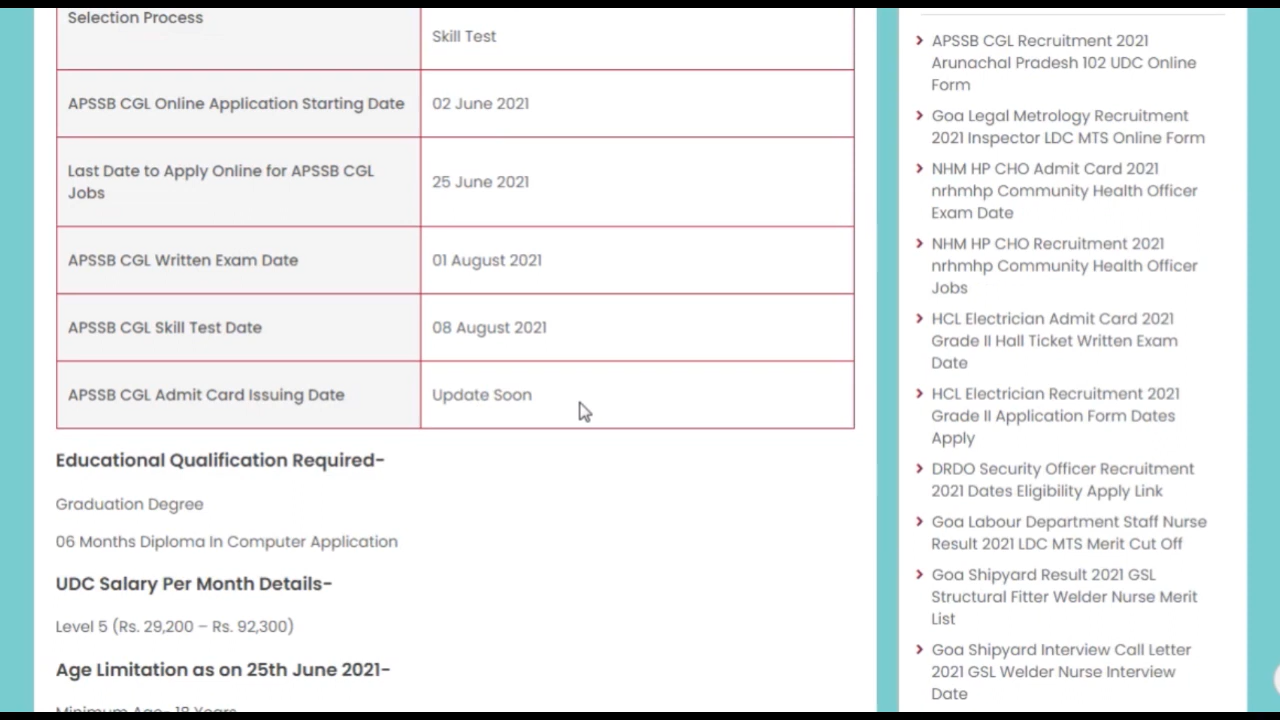 Selection Process
Skill Test
APSSB CGL Online Application Starting Date
02 June 2021
Last Date to Apply Online for APSSB CGL
Jobs
25 June 2021
APSSB CGL Written Exam Date
01 August 2021
APSSB CGL Skill Test Date
08 August 2021
APSSB CGL Admit Card Issuing Date
Update Soon
Educational Qualification Required-
Graduation Degree
06 Months Diploma In Computer Application
UDC Salary Per Month Details-
Level 5 (Rs. 29,200 – Rs. 92,300)
Age Limitation as on 25th June 2021-
Minimum Age- 18 Years
APSSB CGL Recruitment 2021
Arunachal Pradesh 102 UDC Online
Form
Goa Legal Metrology Recruitment
2021 Inspector LDC MTS Online Form
NHM HP CHO Admit Card 2021
nrhmhp Community Health Officer
Exam Date
NHM HP CHO Recruitment 2021
nrhmhp Community Health Officer
Jobs
HCL Electrician Admit Card 2021
Grade II Hall Ticket Written Exam
Date
HCL Electrician Recruitment 2021
Grade II Application Form Dates
Apply
DRDO Security Officer Recruitment
2021 Dates Eligibility Apply Link
Goa Labour Department Staff Nurse
Result 2021 LDC MTS Merit Cut Off
Goa Shipyard Result 2021 GSL
Structural Fitter Welder Nurse Merit
List
Goa Shipyard Interview Call Letter
2021 GSL Welder Nurse Interview
Date